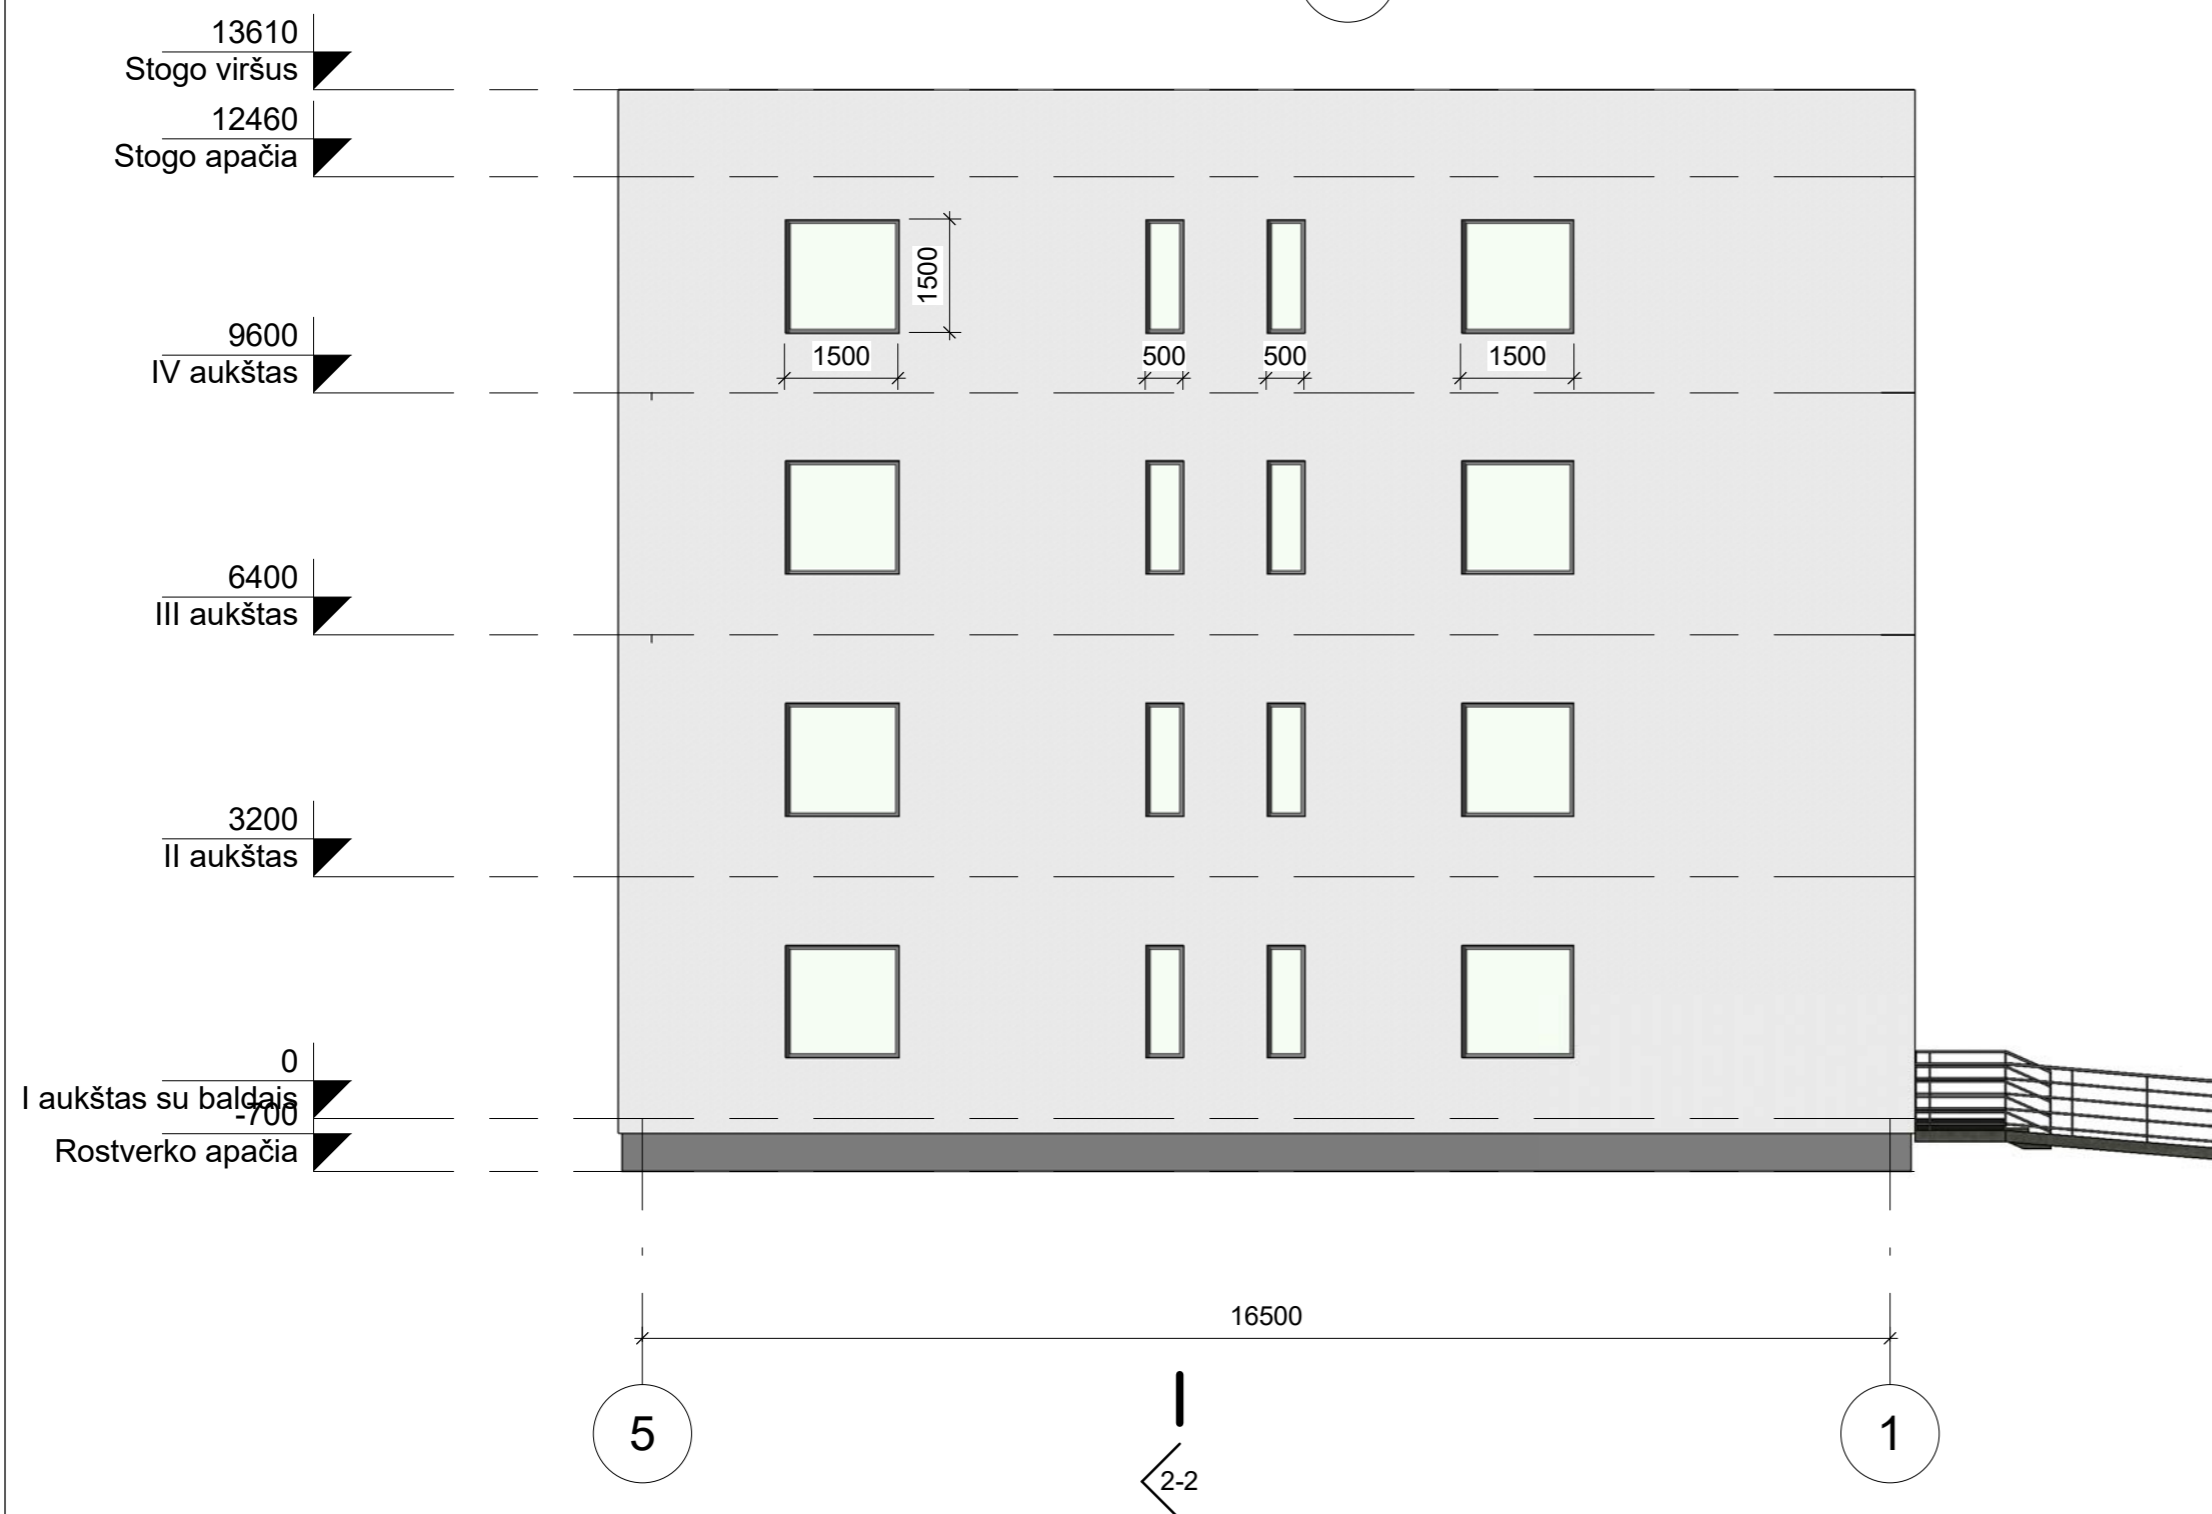 13610
Stogo viršus
12460
Stogo apačia
1500
1500
500
500
1500
9600
IV aukštas
6400
III aukštas
3200
II aukštas
0
I aukštas su baldais
-700
Rostverko apačia
16500
5
1
2-2